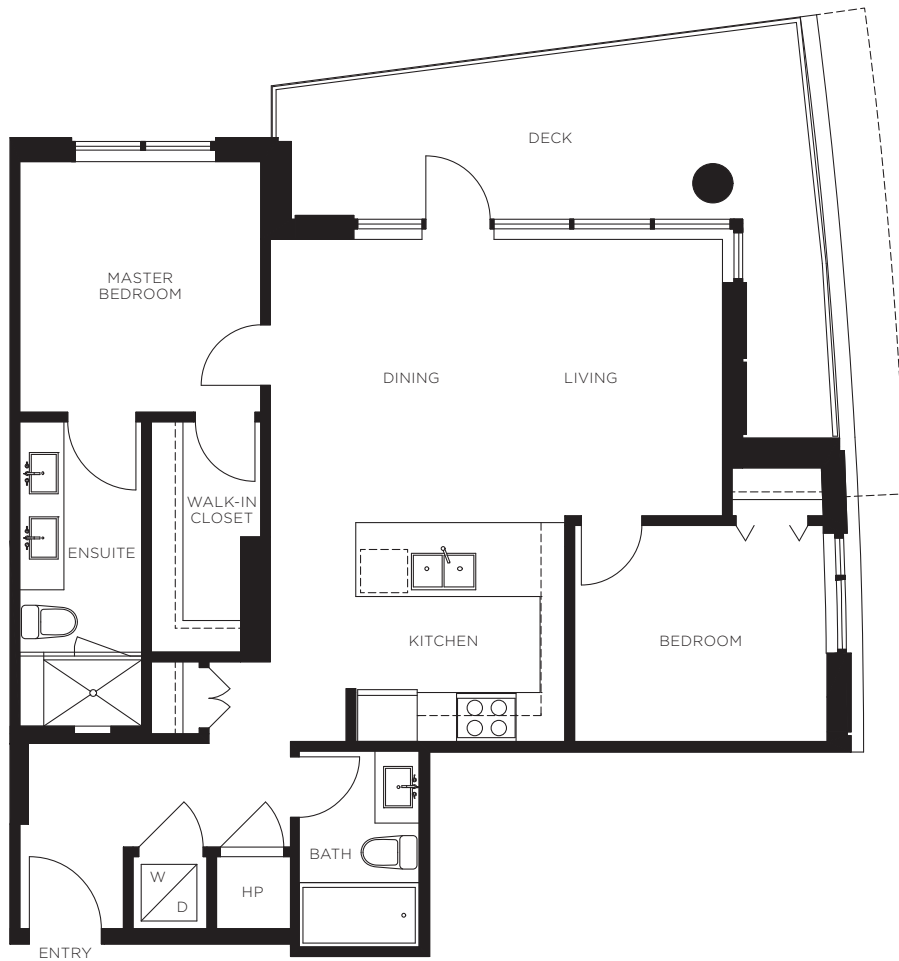 DECK
MASTER
BEDROOM
DINING
LIVING
WALK-IN
CLOSET
ENSUITE
KITCHEN
BEDROOM
BATH
W
D
HP
ENTRY